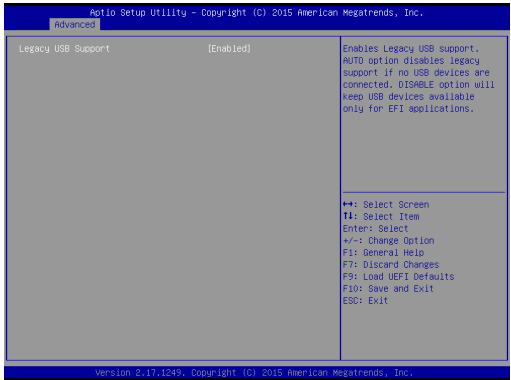 Aptio Setup Utility – Copyright (C) 2015 American Megatrends, Inc.
Advanced
Legacy USB Support [Enabled]
Enables Legacy USB support.
AUTO option disables legacy
support if no USB devices are
connected. DISABLE option will
keep USB devices available
only for EFI applications.
↔: Select Screen
↑↓: Select Item
Enter: Select
+/-: Change Option
F1: General Help
F7: Discard Changes
F9: Load UEFI Defaults
F10: Save and Exit
ESC: Exit
Version 2.17.1249. Copyright (C) 2015 American Megatrends, Inc.